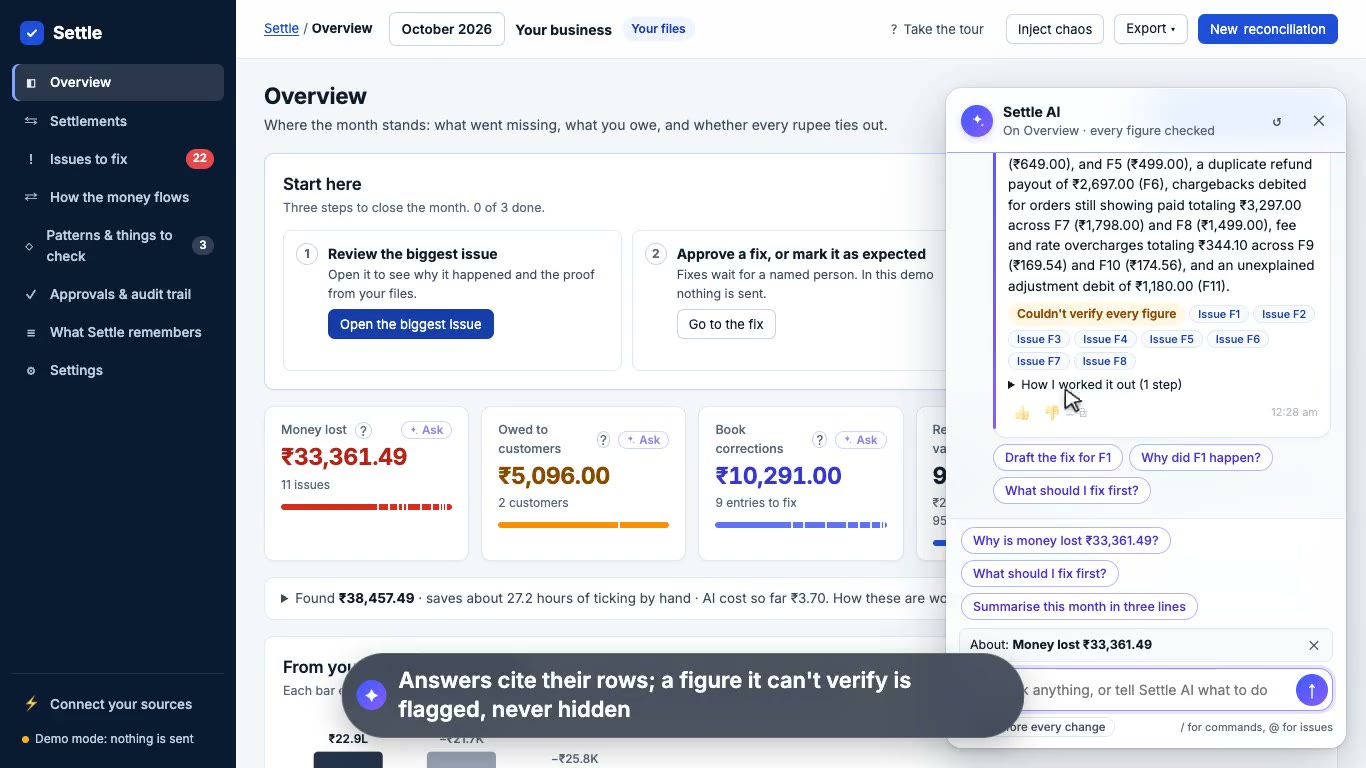 Settle
Overview
Settlements
Issues to fix 22
How the money flows
Patterns & things to check 3
Approvals & audit trail
What Settle remembers
Settings
Connect your sources
Demo mode: nothing is sent
Settle / Overview
October 2026
Your business
Your files
? Take the tour
Inject chaos
Export
New reconciliation
Overview
Where the month stands: what went missing, what you owe, and whether every rupee ties out.
Start here
Three steps to close the month. 0 of 3 done.
1 Review the biggest issue
Open it to see why it happened and the proof
from your files.
Open the biggest issue
2 Approve a fix, or mark it as expected
Fixes wait for a named person. In this demo
nothing is sent.
Go to the fix
Money lost ? Ask
₹33,361.49
11 issues
Owed to
customers ? Ask
₹5,096.00
2 customers
Book
corrections ? Ask
₹10,291.00
9 entries to fix
Found ₹38,457.49 · saves about 27.2 hours of ticking by hand · AI cost so far ₹3.70. How these are
From
Each bar
₹22.9L
−₹21.7K
−₹25.8K
Settle AI
On Overview · every figure checked
(₹649.00), and F5 (₹499.00), a duplicate refund
payout of ₹2,697.00 (F6), chargebacks debited
for orders still showing paid totaling ₹3,297.00
across F7 (₹1,798.00) and F8 (₹1,499.00), fee
and rate overcharges totaling ₹344.10 across F9
(₹169.54) and F10 (₹174.56), and an unexplained
adjustment debit of ₹1,180.00 (F11).
Couldn't verify every figure Issue F1 Issue F2
Issue F3 Issue F4 Issue F5 Issue F6
Issue F7 Issue F8
How I worked it out (1 step)
12:28 am
Draft the fix for F1 Why did F1 happen?
What should I fix first?
Why is money lost ₹33,361.49?
What should I fix first?
Summarise this month in three lines
About: Money lost ₹33,361.49
anything, or tell Settle AI what to do
every change
/ for commands, @ for issues
Answers cite their rows; a figure it can't verify is
flagged, never hidden